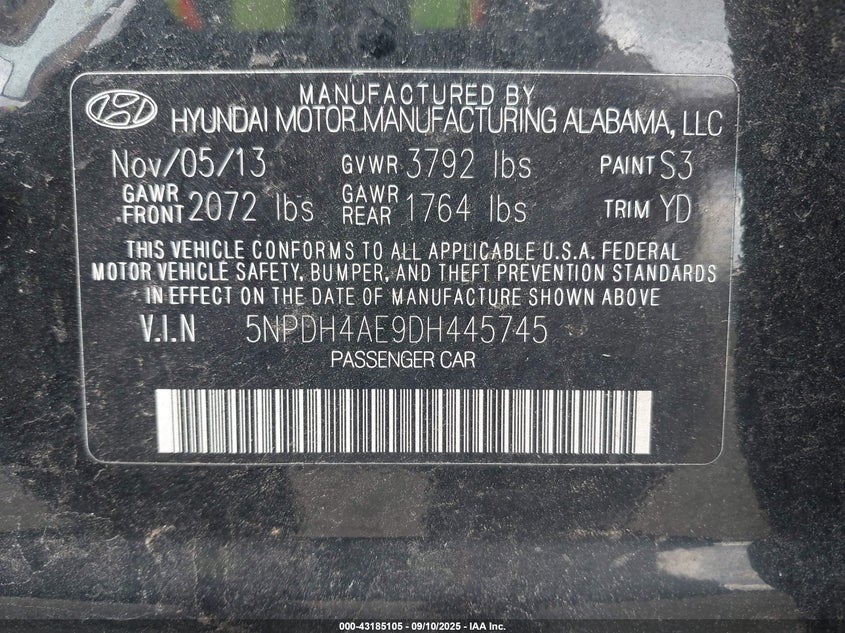 MANUFACTURED BY
HYUNDAI MOTOR MANUFACTURING ALABAMA, LLC
Nov/05/13 GVWR 3792 lbs PAINT S3
GAWR FRONT 2072 lbs GAWR REAR 1764 lbs TRIM YD
THIS VEHICLE CONFORMS TO ALL APPLICABLE U.S.A. FEDERAL
MOTOR VEHICLE SAFETY, BUMPER, AND THEFT PREVENTION STANDARDS
IN EFFECT ON THE DATE OF MANUFACTURE SHOWN ABOVE
V.I.N 5NPDH4AE9DH445745
PASSENGER CAR
000-43185105 - 09/10/2025 - IAA Inc.